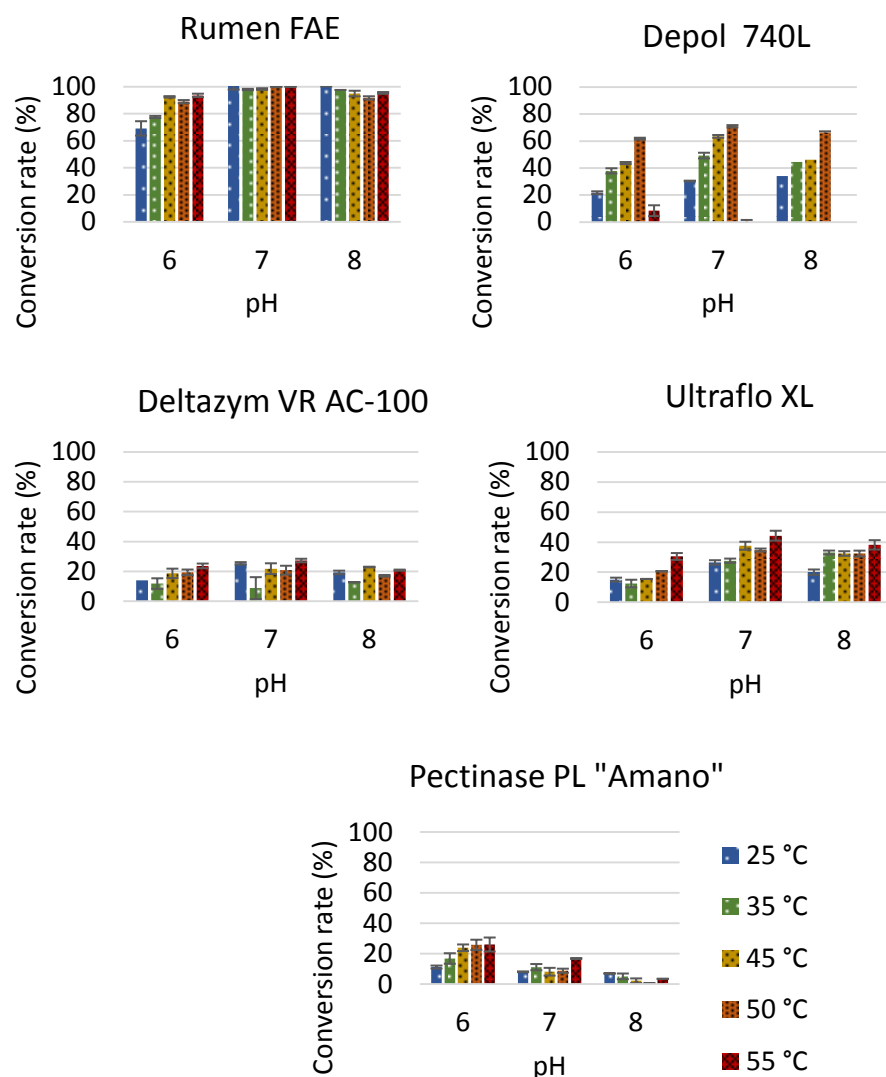 Rumen FAE
Conversion rate (%)
100
80
60
40
20
0
6 7 8
pH
Depol 740L
Conversion rate (%)
100
80
60
40
20
0
6 7 8
pH
Deltazym VR AC-100
Conversion rate (%)
100
80
60
40
20
0
6 7 8
pH
Ultraflo XL
Conversion rate (%)
100
80
60
40
20
0
6 7 8
pH
Pectinase PL "Amano"
Conversion rate (%)
100
80
60
40
20
0
6 7 8
pH
25 °C
35 °C
45 °C
50 °C
55 °C